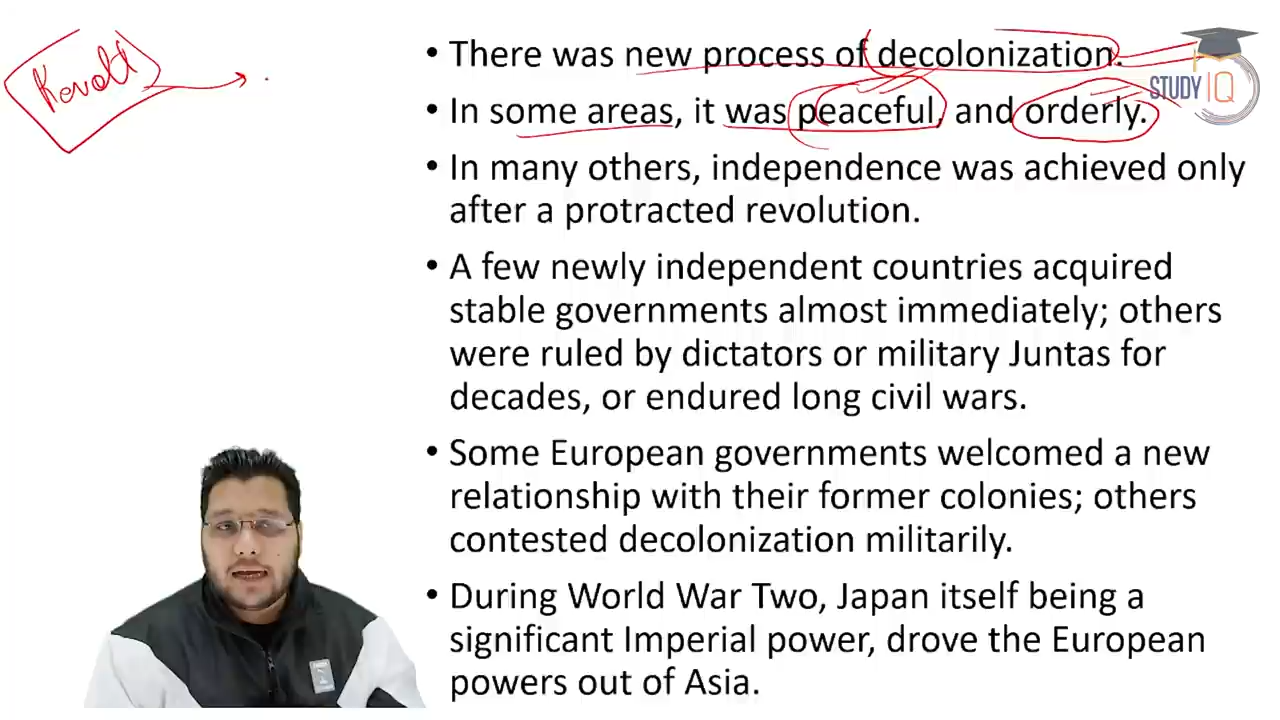 Revolt
• There was new process of decolonization.
• In some areas, it was peaceful, and orderly.
• In many others, independence was achieved only
after a protracted revolution.
• A few newly independent countries acquired
stable governments almost immediately; others
were ruled by dictators or military Juntas for
decades, or endured long civil wars.
• Some European governments welcomed a new
relationship with their former colonies; others
contested decolonization militarily.
• During World War Two, Japan itself being a
significant Imperial power, drove the European
powers out of Asia.
STUDY IQ